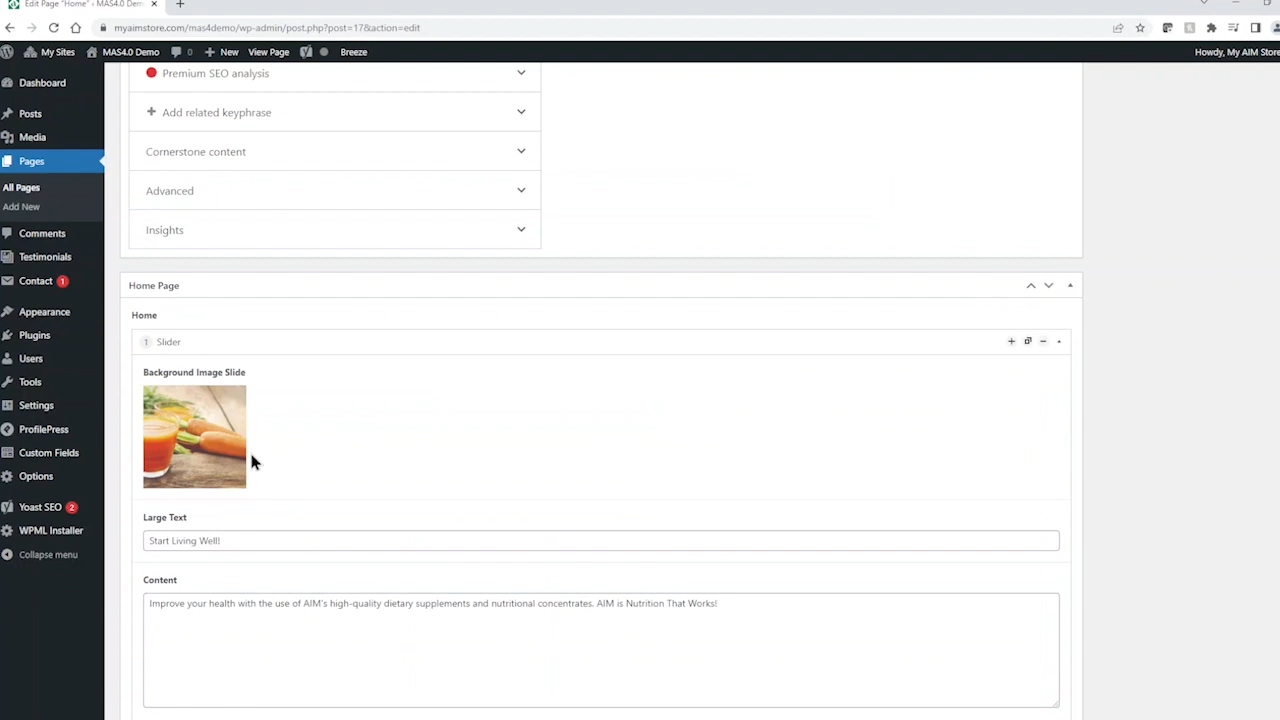 Edit Page "Home" ‹ MAS4.0 Dem
myaimstore.com/mas4demo/wp-admin/post.php?post=17&action=edit
My Sites MAS4.0 Demo 0 New View Page Breeze Howdy, My AIM Store
Dashboard
Posts
Media
Pages
All Pages
Add New
Comments
Testimonials
Contact 1
Appearance
Plugins
Users
Tools
Settings
ProfilePress
Custom Fields
Options
Yoast SEO 2
WPML Installer
Collapse menu
Premium SEO analysis
Add related keyphrase
Cornerstone content
Advanced
Insights
Home Page
Home
1 Slider
Background Image Slide
Large Text
Start Living Well!
Content
Improve your health with the use of AIM's high-quality dietary supplements and nutritional concentrates. AIM is Nutrition That Works!